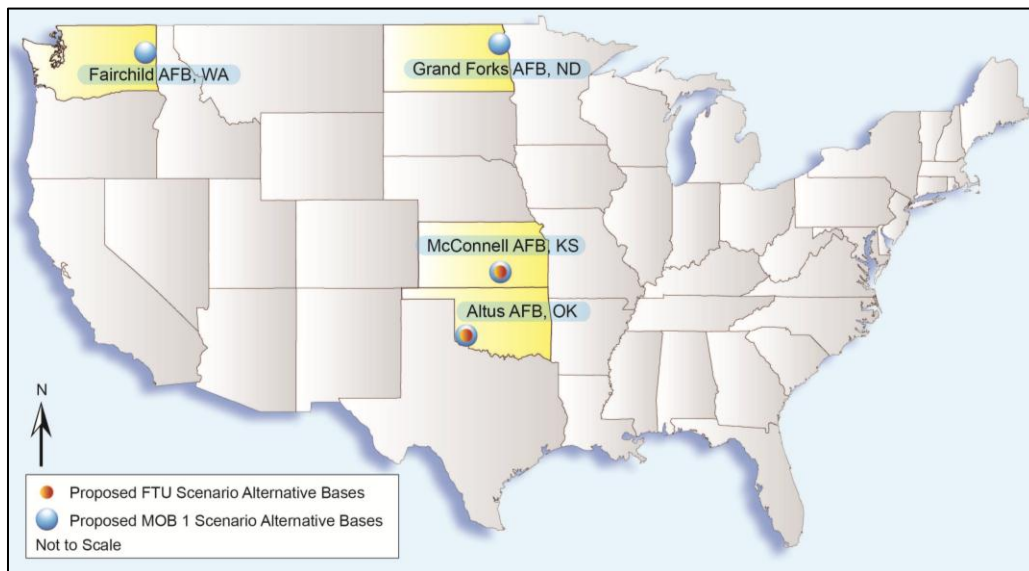 Fairchild AFB, WA
Grand Forks AFB, ND
McConnell AFB, KS
Altus AFB, OK
N
Proposed FTU Scenario Alternative Bases
Proposed MOB 1 Scenario Alternative Bases
Not to Scale